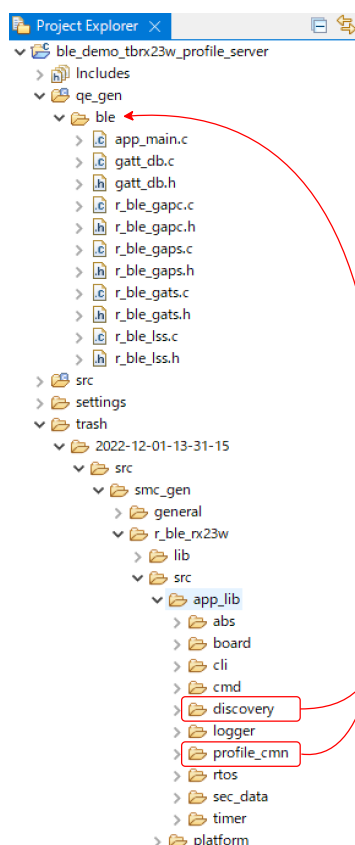 Project Explorer
ble_demo_tbrx23w_profile_server
Includes
qe_gen
ble
app_main.c
gatt_db.c
gatt_db.h
r_ble_gapc.c
r_ble_gapc.h
r_ble_gaps.c
r_ble_gaps.h
r_ble_gats.c
r_ble_gats.h
r_ble_lss.c
r_ble_lss.h
src
settings
trash
2022-12-01-13-31-15
src
smc_gen
general
r_ble_rx23w
lib
src
app_lib
abs
board
cli
cmd
discovery
logger
profile_cmn
rtos
sec_data
timer
platform